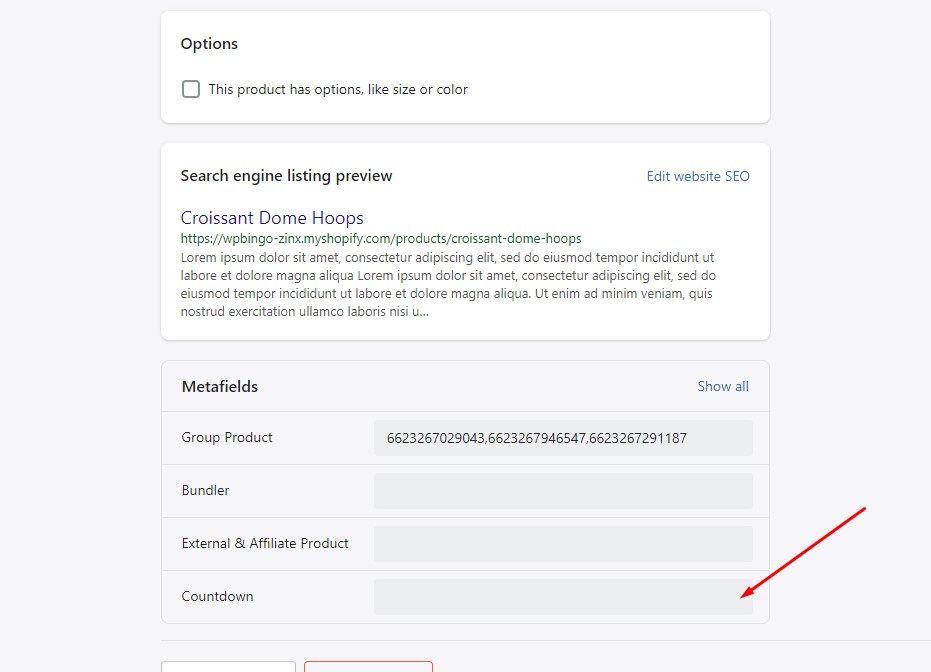 Options
This product has options, like size or color
Search engine listing preview
Edit website SEO
Croissant Dome Hoops
https://wpbingo-zinx.myshopify.com/products/croissant-dome-hoops
Lorem ipsum dolor sit amet, consectetur adipiscing elit, sed do eiusmod tempor incididunt ut
labore et dolore magna aliqua Lorem ipsum dolor sit amet, consectetur adipiscing elit, sed do
eiusmod tempor incididunt ut labore et dolore magna aliqua. Ut enim ad minim veniam, quis
nostrud exercitation ullamco laboris nisi u...
Metafields
Show all
Group Product
6623267029043,6623267946547,6623267291187
Bundler
External & Affiliate Product
Countdown